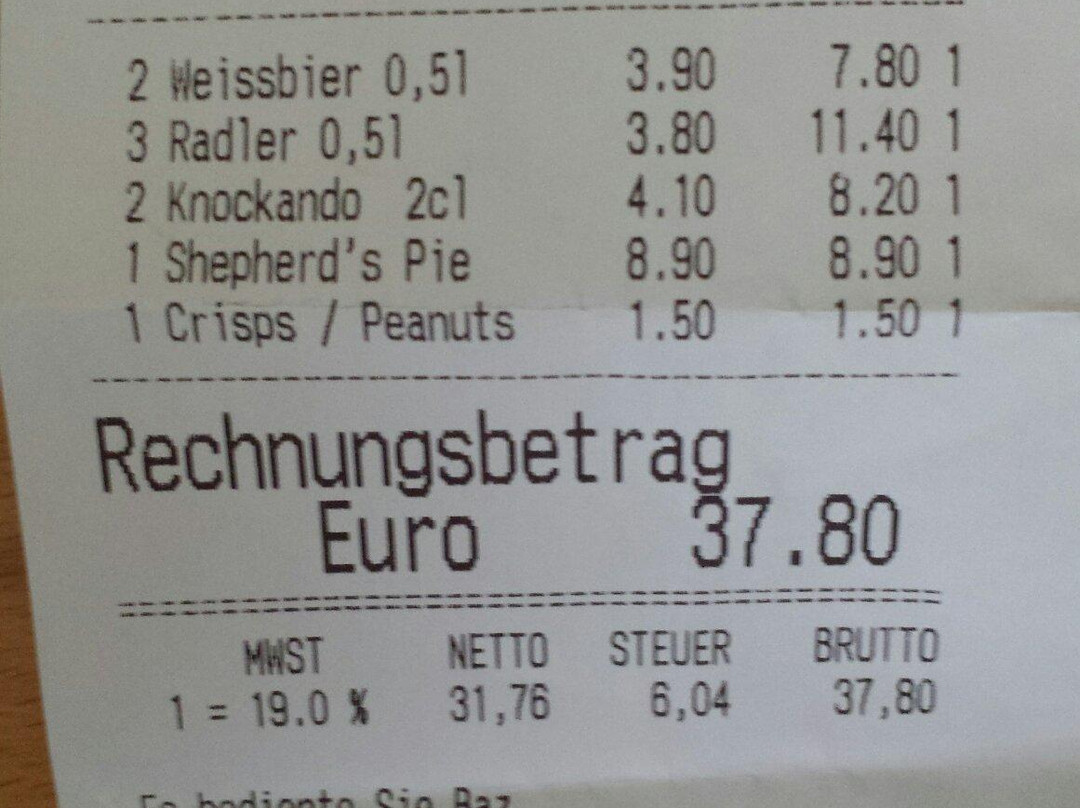 2 Weissbier 0,5l 3.90 7.80 1
3 Radler 0,5l 3.80 11.40 1
2 Knockando 2cl 4.10 8.20 1
1 Shepherd's Pie 8.90 8.90 1
1 Crisps / Peanuts 1.50 1.50 1
Rechnungsbetrag
Euro 37.80
MWST NETTO STEUER BRUTTO
1 = 19.0 % 31,76 6,04 37,80
Es bediente Sie